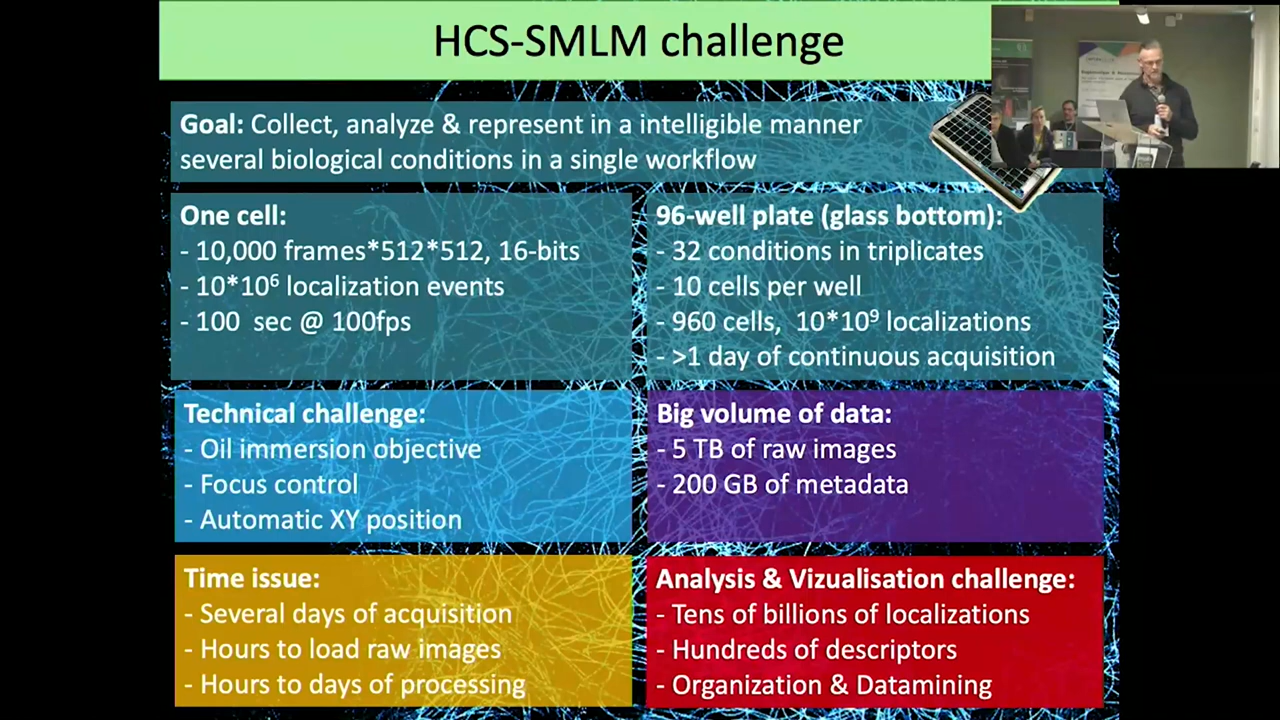 HCS-SMLM challenge
Goal: Collect, analyze & represent in a intelligible manner
several biological conditions in a single workflow
One cell:
- 10,000 frames*512*512, 16-bits
- 10*10⁶ localization events
- 100 sec @ 100fps
96-well plate (glass bottom):
- 32 conditions in triplicates
- 10 cells per well
- 960 cells, 10*10⁹ localizations
- >1 day of continuous acquisition
Technical challenge:
- Oil immersion objective
- Focus control
- Automatic XY position
Big volume of data:
- 5 TB of raw images
- 200 GB of metadata
Time issue:
- Several days of acquisition
- Hours to load raw images
- Hours to days of processing
Analysis & Vizualisation challenge:
- Tens of billions of localizations
- Hundreds of descriptors
- Organization & Datamining